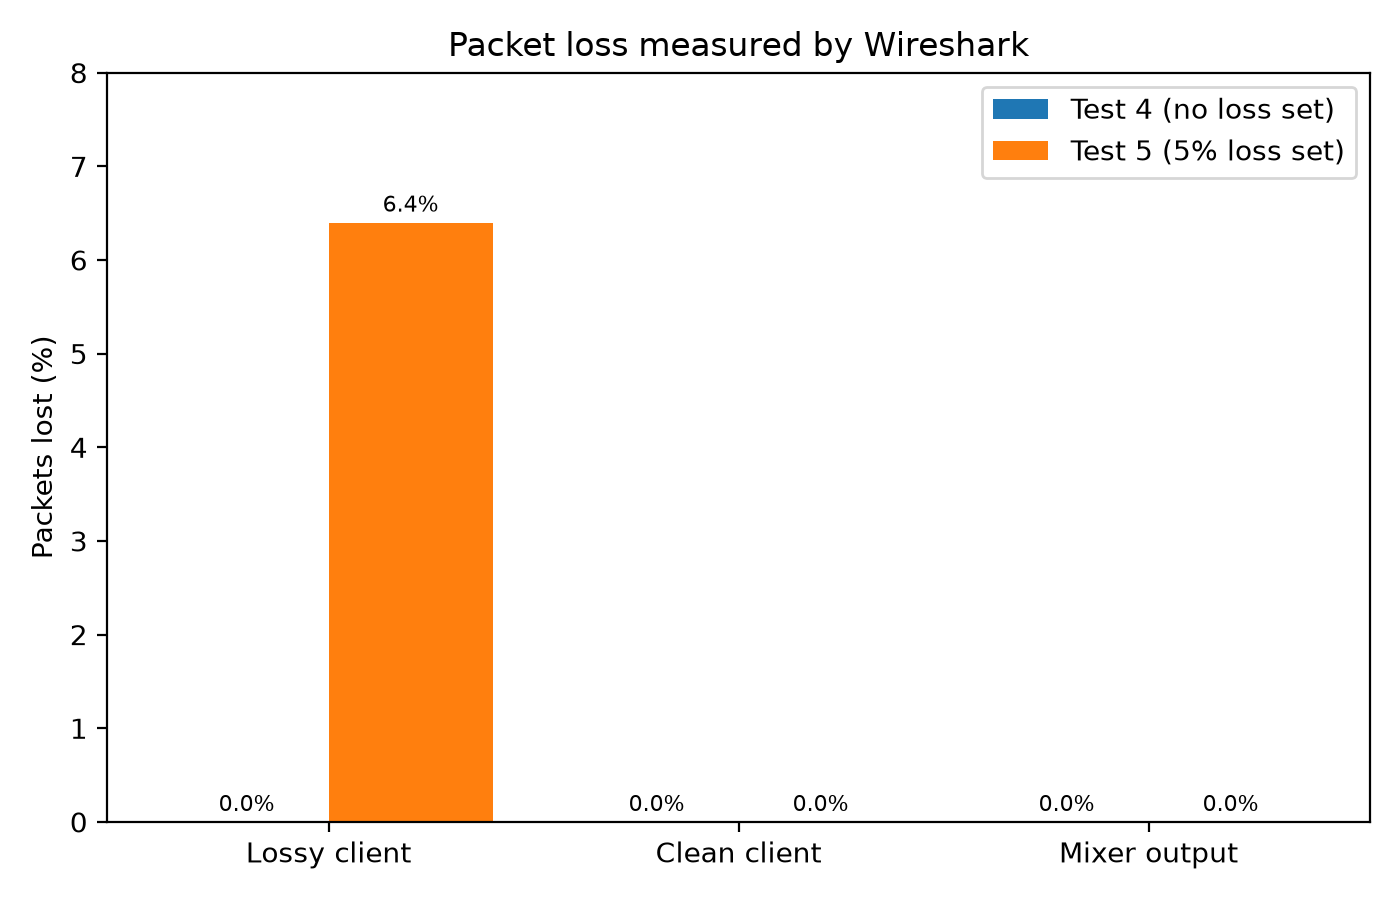 Packet loss measured by Wireshark
Packets lost (%)
8
7
6
5
4
3
2
1
0
Test 4 (no loss set)
Test 5 (5% loss set)
6.4%
0.0%
0.0%
0.0%
0.0%
0.0%
Lossy client
Clean client
Mixer output